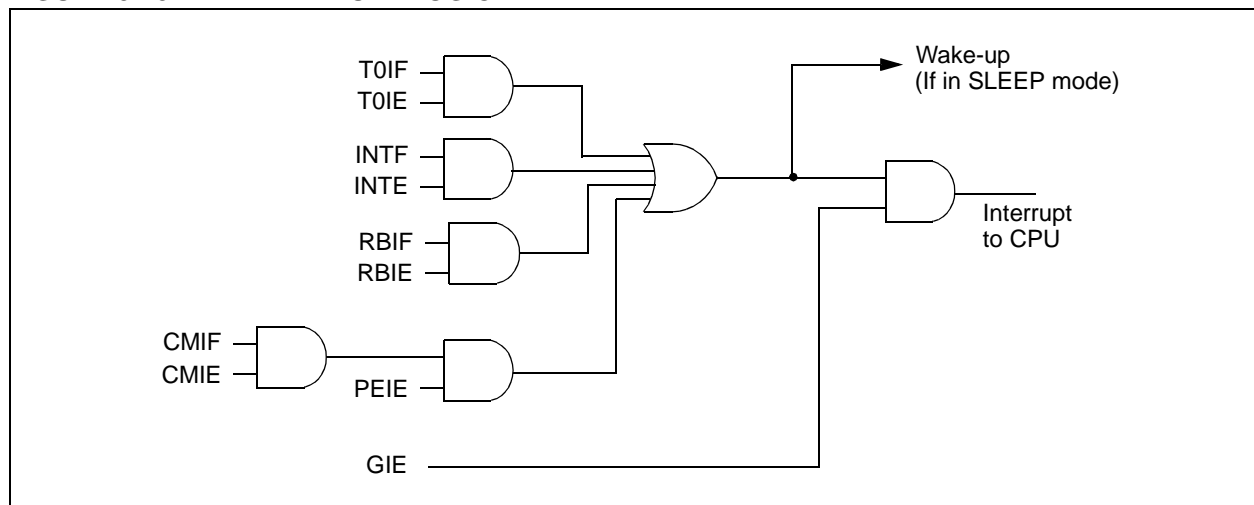 T0IF
T0IE
INTF
INTE
RBIF
RBIE
CMIF
CMIE
PEIE
GIE
Wake-up
(If in SLEEP mode)
Interrupt
to CPU